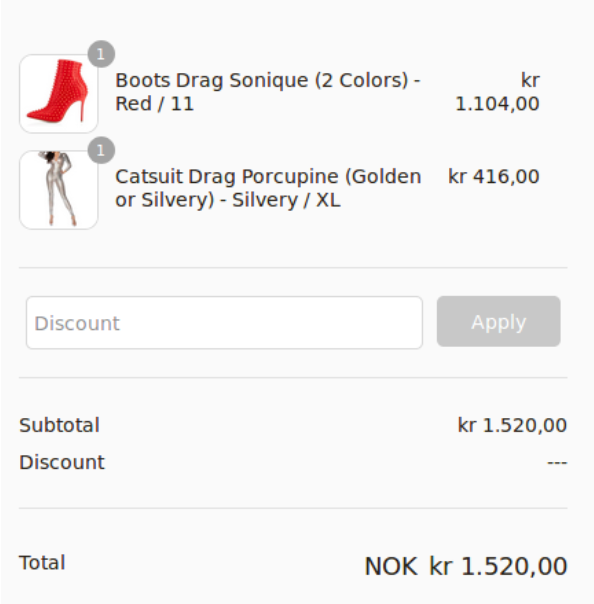 1
Boots Drag Sonique (2 Colors) - kr
Red / 11 1.104,00
1
Catsuit Drag Porcupine (Golden kr 416,00
or Silvery) - Silvery / XL
Discount Apply
Subtotal kr 1.520,00
Discount ---
Total NOK kr 1.520,00